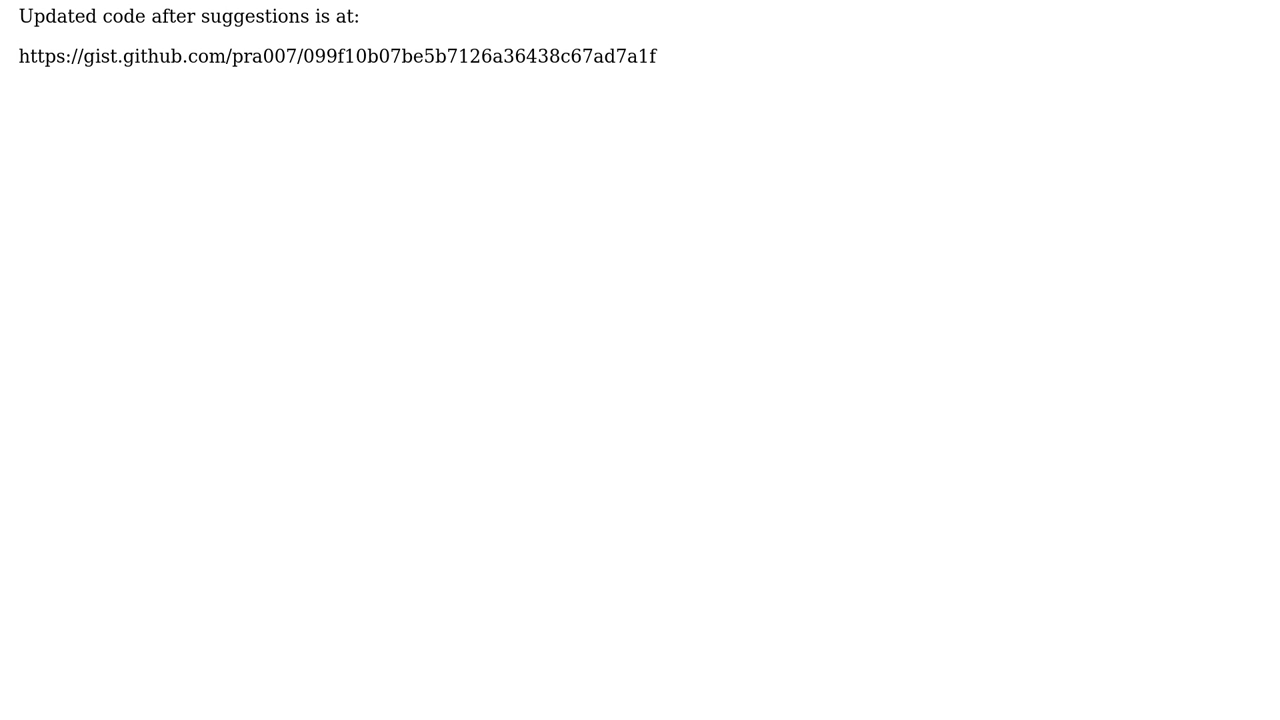 Updated code after suggestions is at:
https://gist.github.com/pra007/099f10b07be5b7126a36438c67ad7a1f